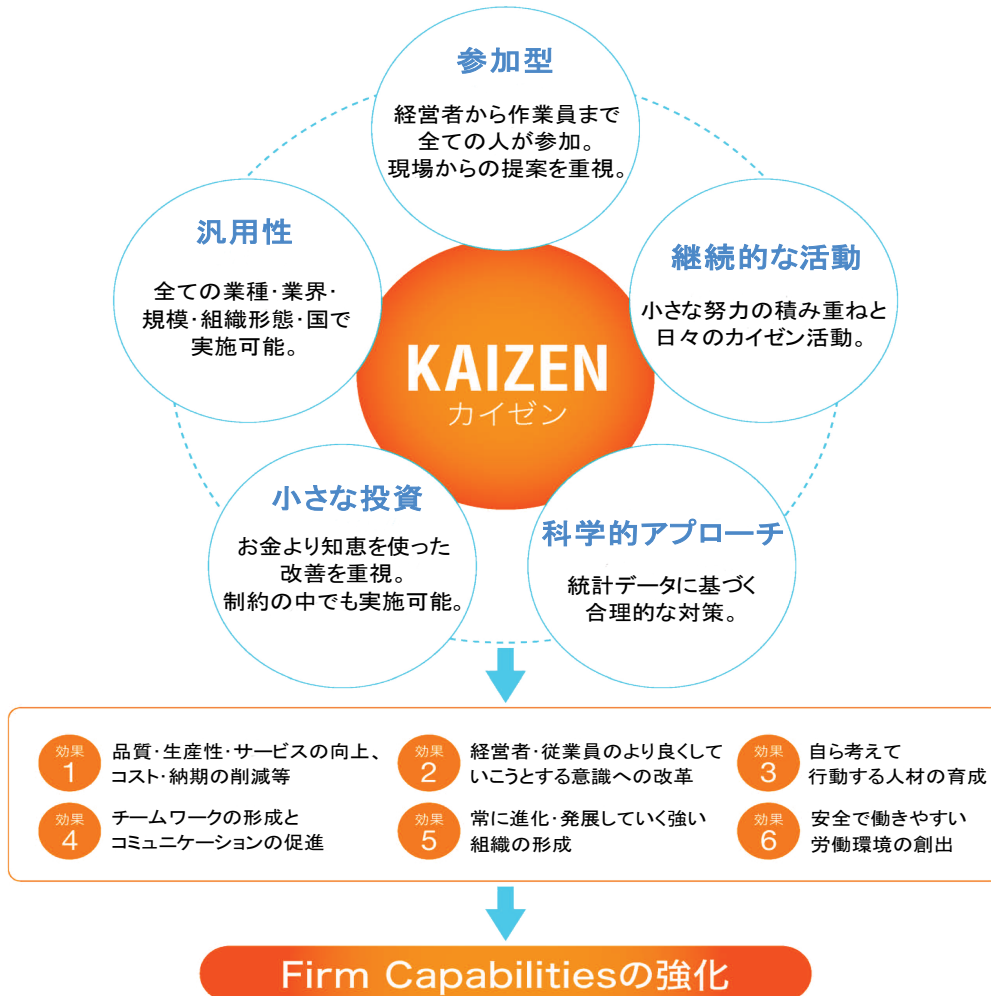 参加型
経営者から作業員まで
全ての人が参加。
現場からの提案を重視。
汎用性
全ての業種・業界・
規模・組織形態・国で
実施可能。
継続的な活動
小さな努力の積み重ねと
日々のカイゼン活動。
KAIZEN
カイゼン
小さな投資
お金より知恵を使った
改善を重視。
制約の中でも実施可能。
科学的アプローチ
統計データに基づく
合理的な対策。
効果
1
品質・生産性・サービスの向上、
コスト・納期の削減等
効果
2
経営者・従業員のより良くして
いこうとする意識への改革
効果
3
自ら考えて
行動する人材の育成
効果
4
チームワークの形成と
コミュニケーションの促進
効果
5
常に進化・発展していく強い
組織の形成
効果
6
安全で働きやすい
労働環境の創出
Firm Capabilitiesの強化